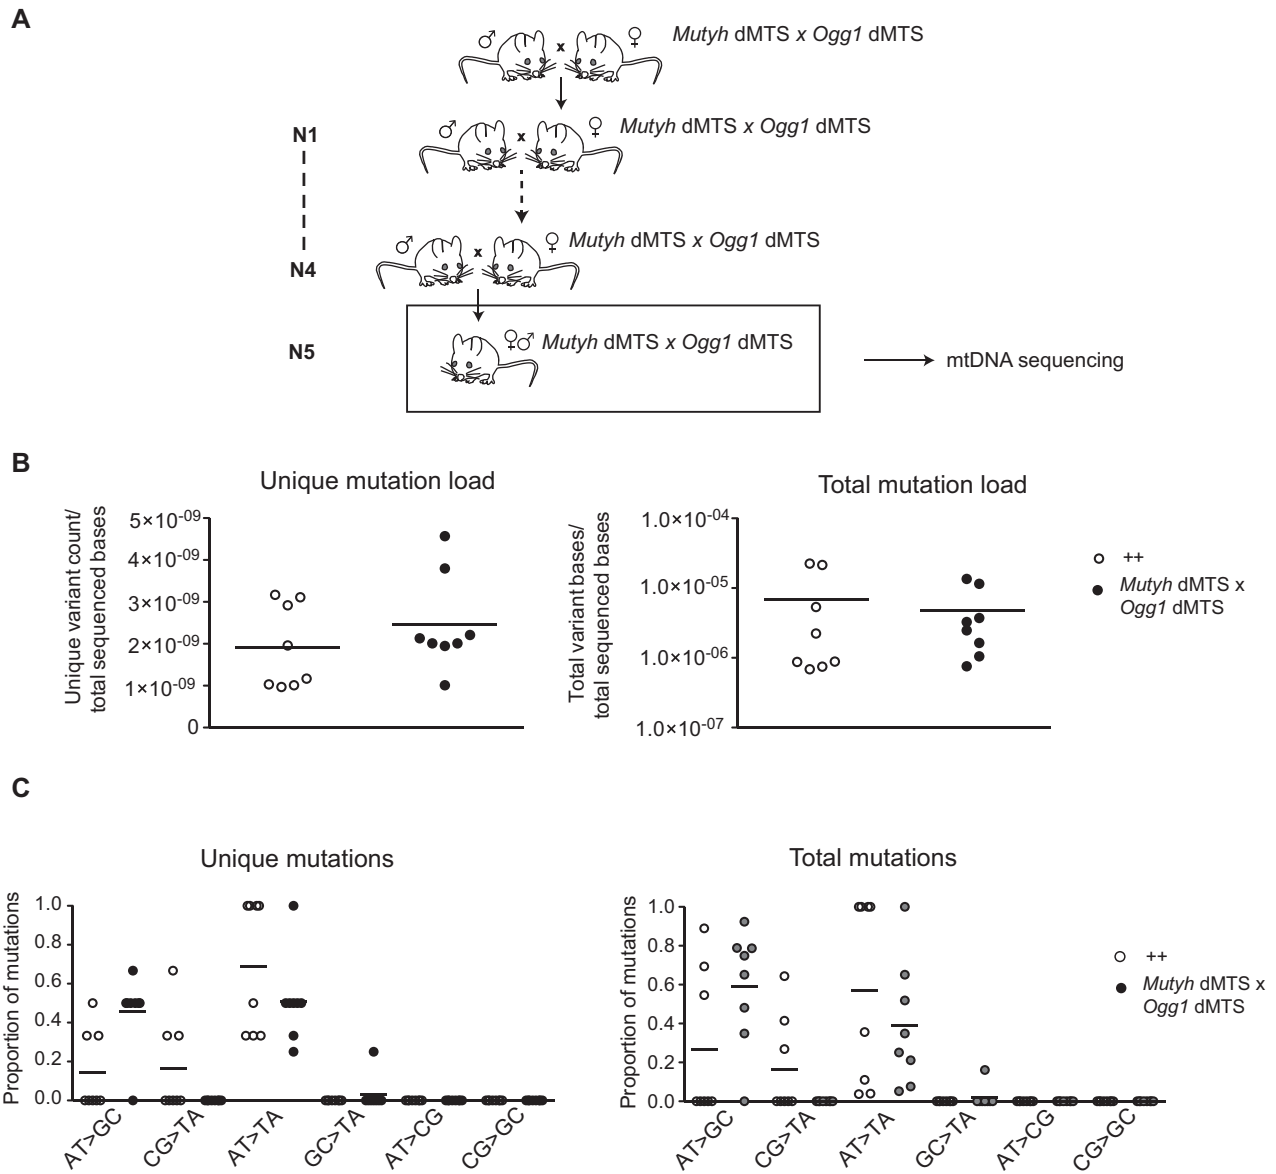 A
♂ x ♀ Mutyh dMTS x Ogg1 dMTS
N1
♂ x ♀ Mutyh dMTS x Ogg1 dMTS
N4
♂ x ♀ Mutyh dMTS x Ogg1 dMTS
N5
♀♂ Mutyh dMTS x Ogg1 dMTS
mtDNA sequencing
B
Unique mutation load
Unique variant count/
total sequenced bases
5×10-09
4×10-09
3×10-09
2×10-09
1×10-09
0
Total mutation load
Total variant bases/
total sequenced bases
1.0×10-04
1.0×10-05
1.0×10-06
1.0×10-07
++
Mutyh dMTS x
Ogg1 dMTS
C
Unique mutations
Proportion of mutations
1.0
0.8
0.6
0.4
0.2
0.0
AT>GC
CG>TA
AT>TA
GC>TA
AT>CG
CG>GC
Total mutations
Proportion of mutations
1.0
0.8
0.6
0.4
0.2
0.0
AT>GC
CG>TA
AT>TA
GC>TA
AT>CG
CG>GC
++
Mutyh dMTS x
Ogg1 dMTS